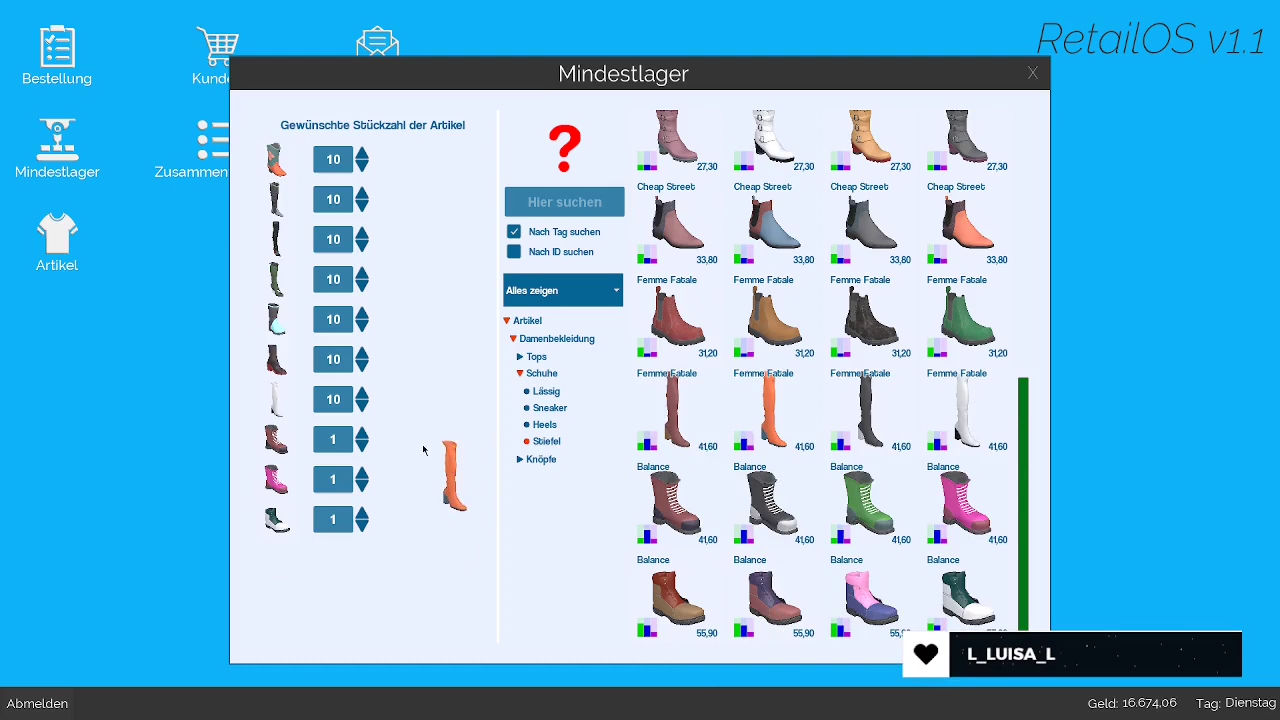 RetailOS v1.1
Bestellung
Kunde
Mindestlager
Zusammen
Artikel
Mindestlager
X
Gewünschte Stückzahl der Artikel
10
10
10
10
10
10
10
1
1
1
?
Hier suchen
Nach Tag suchen
Nach ID suchen
Alles zeigen
Artikel
Damenbekleidung
Tops
Schuhe
Lässig
Sneaker
Heels
Stiefel
Knöpfe
27,30 27,30 27,30 27,30
Cheap Street Cheap Street Cheap Street Cheap Street
33,80 33,80 33,80 33,80
Femme Fatale Femme Fatale Femme Fatale Femme Fatale
31,20 31,20 31,20 31,20
Femme Fatale Femme Fatale Femme Fatale Femme Fatale
41,60 41,60 41,60 41,60
Balance Balance Balance Balance
41,60 41,60 41,60 41,60
Balance Balance Balance Balance
55,90 55,90 55,9
L_LUISA_L
Abmelden
Geld: 16.674.06 Tag: Dienstag